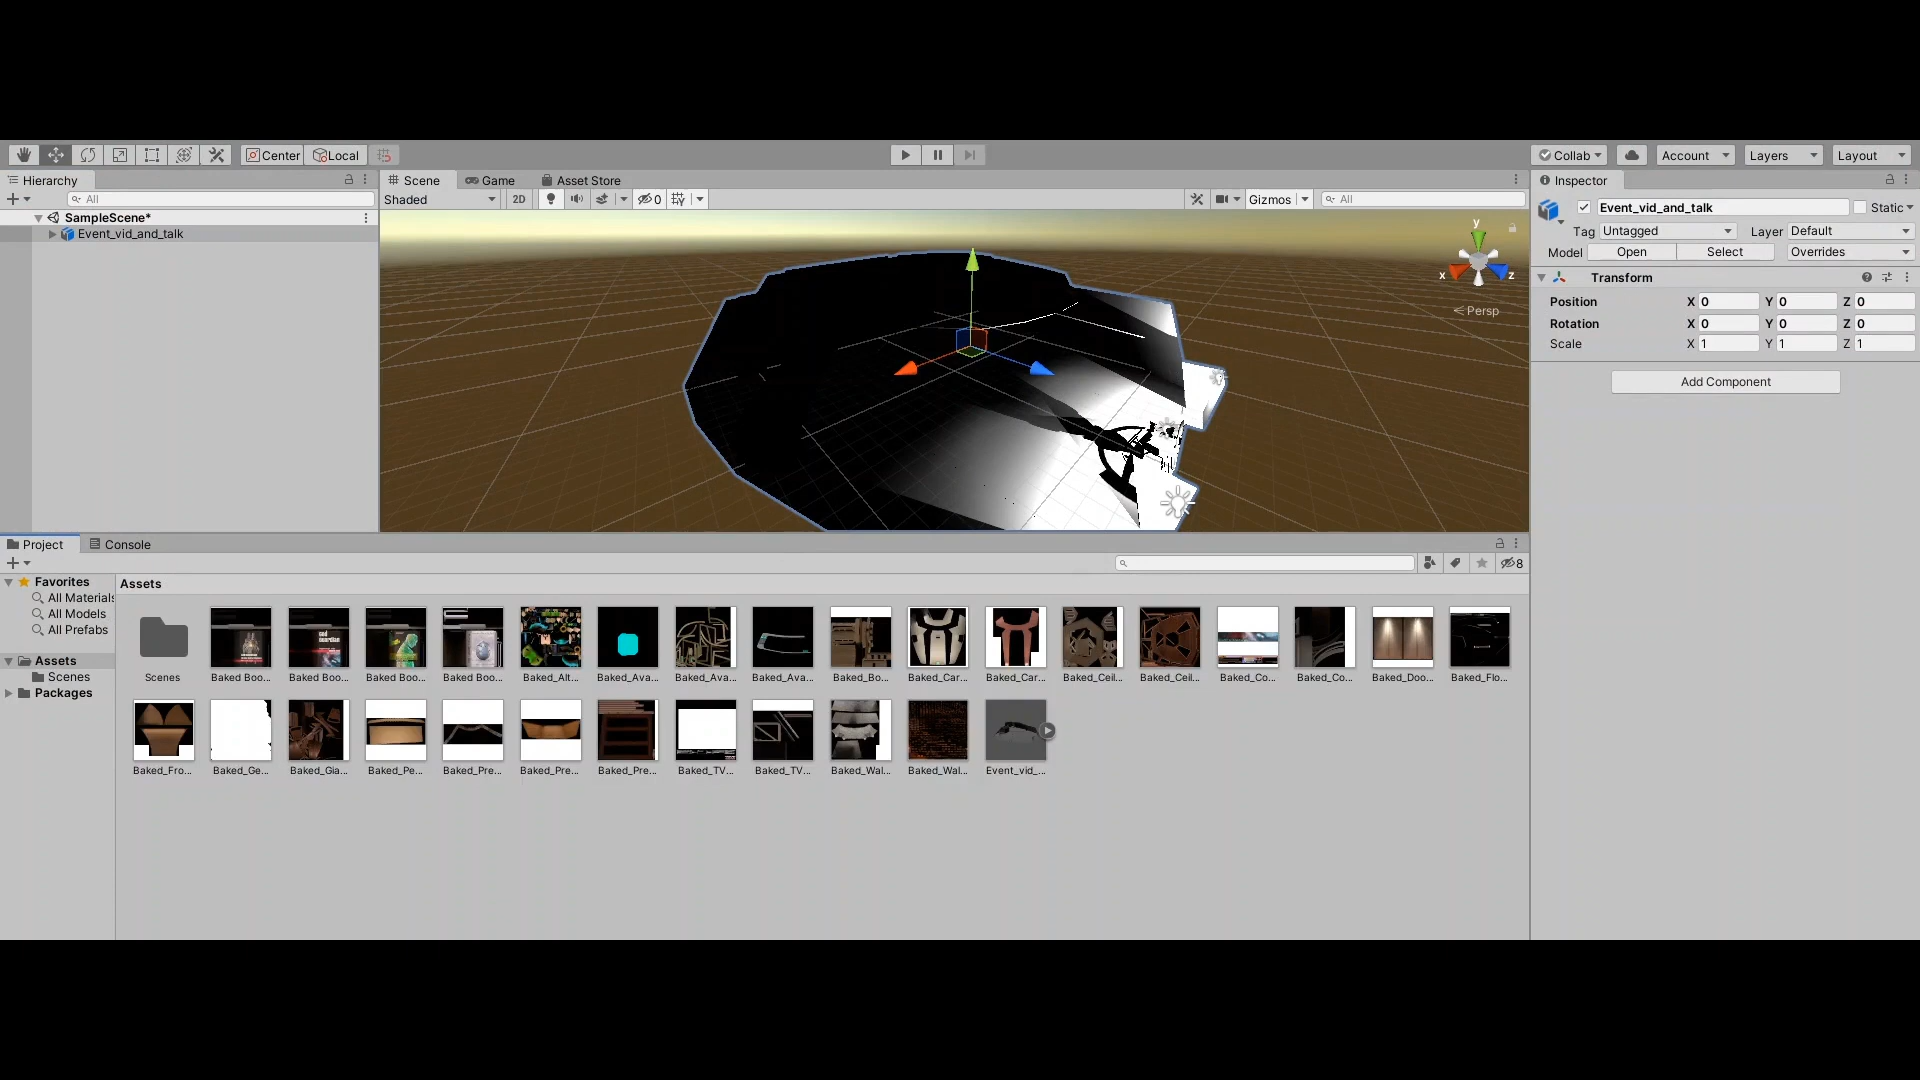 Center
Local
Collab
Account
Layers
Layout
Hierarchy
All
SampleScene*
Event_vid_and_talk
Scene
Game
Asset Store
Shaded
2D
0
Gizmos
All
y
x
z
Persp
Inspector
Event_vid_and_talk
Static
Tag
Untagged
Layer
Default
Model
Open
Select
Overrides
Transform
Position
X 0
Y 0
Z 0
Rotation
X 0
Y 0
Z 0
Scale
X 1
Y 1
Z 1
Add Component
Project
Console
8
Favorites
All Materials
All Models
All Prefabs
Assets
Scenes
Packages
Assets
Scenes
Baked Boo...
Baked Boo...
Baked Boo...
Baked Boo...
Baked_Alt...
Baked_Ava...
Baked_Ava...
Baked_Ava...
Baked_Bo...
Baked_Car...
Baked_Car...
Baked_Ceil...
Baked_Ceil...
Baked_Co...
Baked_Co...
Baked_Doo...
Baked_Flo...
Baked_Fro...
Baked_Ge...
Baked_Gia...
Baked_Pe...
Baked_Pre...
Baked_Pre...
Baked_Pre...
Baked_TV...
Baked_TV...
Baked_Wal...
Baked_Wal...
Event_vid_...